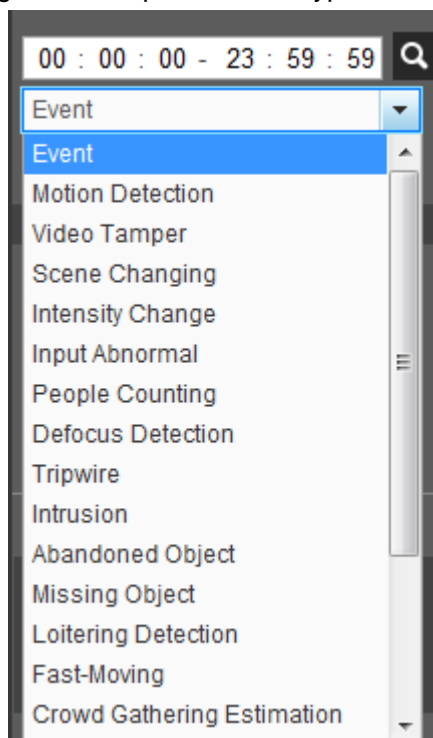 00 : 00 : 00 - 23 : 59 : 59
Event
Event
Motion Detection
Video Tamper
Scene Changing
Intensity Change
Input Abnormal
People Counting
Defocus Detection
Tripwire
Intrusion
Abandoned Object
Missing Object
Loitering Detection
Fast-Moving
Crowd Gathering Estimation